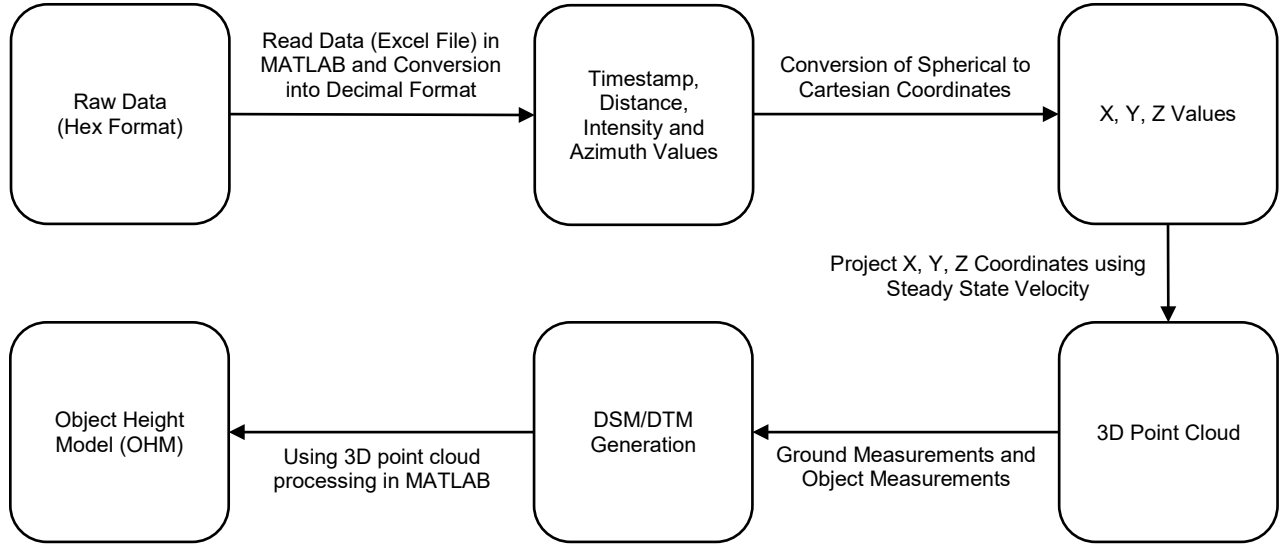 Raw Data
(Hex Format)
Read Data (Excel File) in
MATLAB and Conversion
into Decimal Format
Timestamp,
Distance,
Intensity and
Azimuth Values
Conversion of Spherical to
Cartesian Coordinates
X, Y, Z Values
Project X, Y, Z Coordinates using
Steady State Velocity
3D Point Cloud
Ground Measurements and
Object Measurements
DSM/DTM
Generation
Using 3D point cloud
processing in MATLAB
Object Height
Model (OHM)